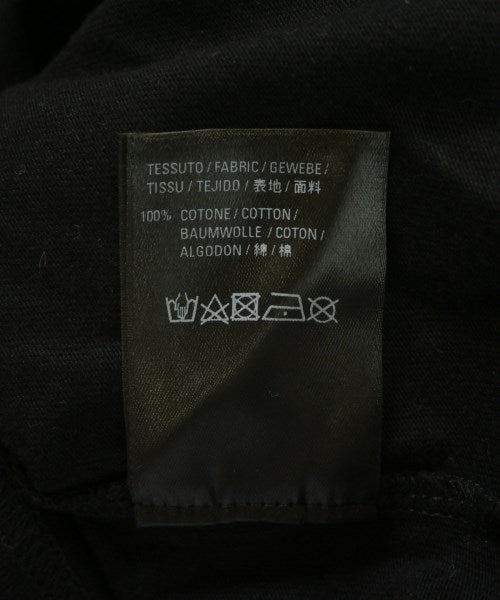 TESSUTO / FABRIC / GEWEBE /
TISSU / TEJIDO / 表地 / 面料
100% COTONE / COTTON /
BAUMWOLLE / COTON /
ALGODON / 綿 / 棉